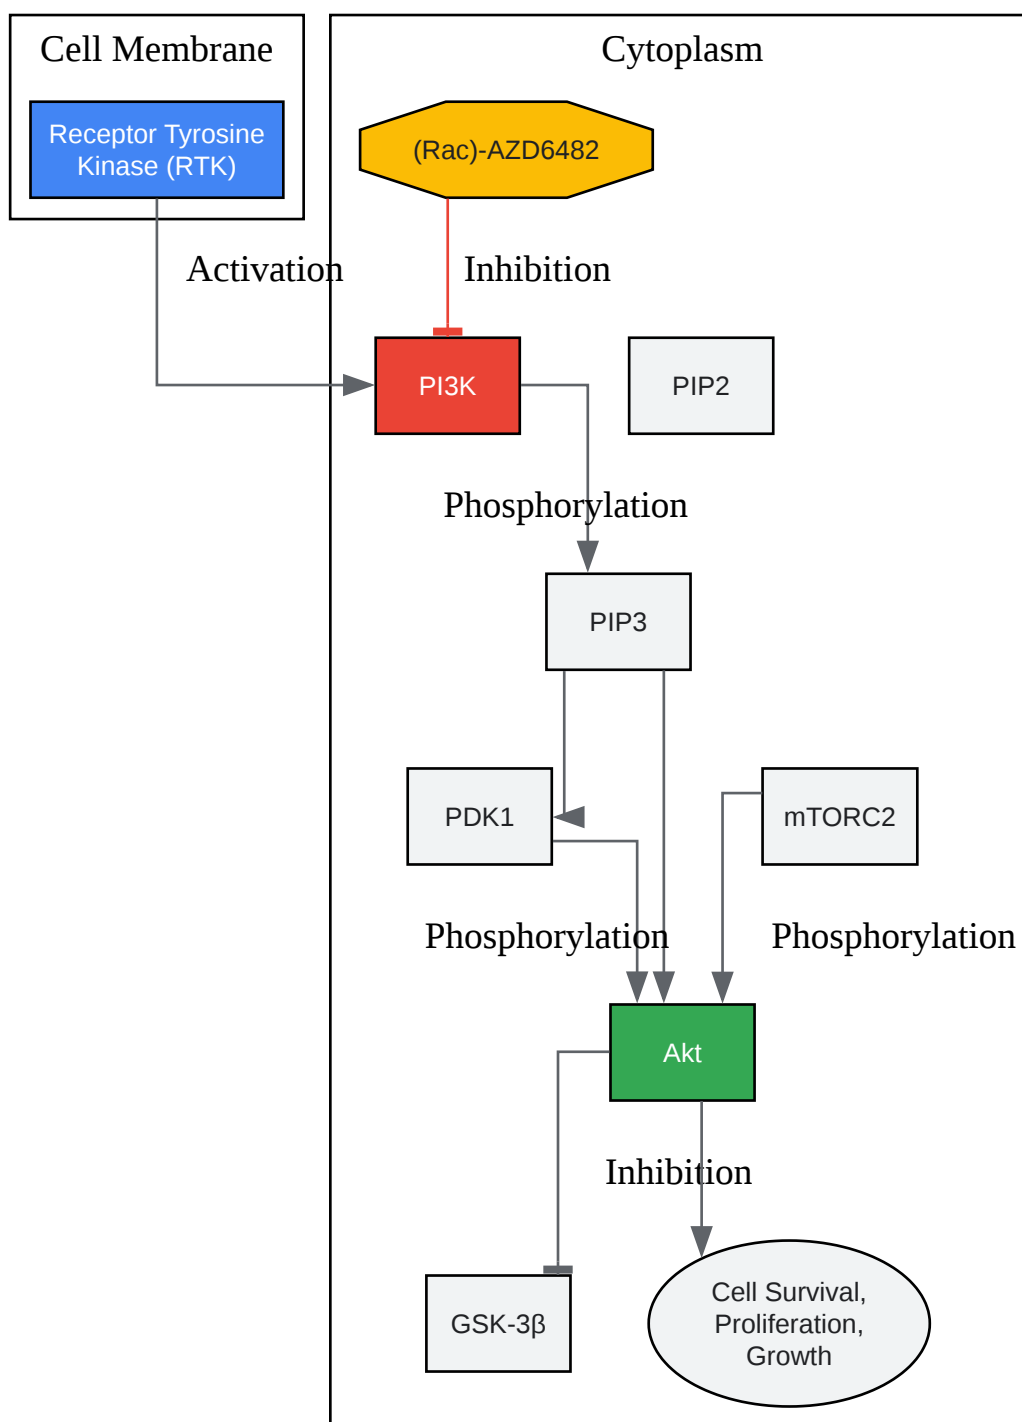 Cell Membrane
Cytoplasm
Receptor Tyrosine
Kinase (RTK)
(Rac)-AZD6482
Activation
Inhibition
PI3K
PIP2
Phosphorylation
PIP3
PDK1
mTORC2
Phosphorylation
Phosphorylation
Akt
Inhibition
GSK-3β
Cell Survival,
Proliferation,
Growth